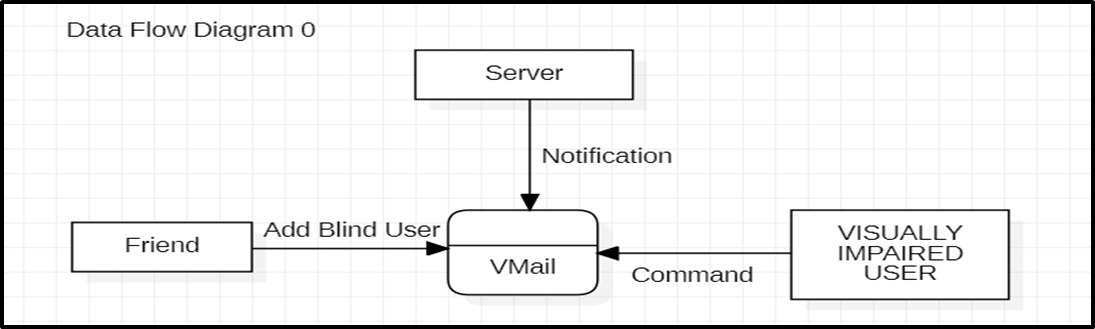 Data Flow Diagram 0
Server
Notification
Friend
Add Blind User
VMail
Command
VISUALLY
IMPAIRED
USER